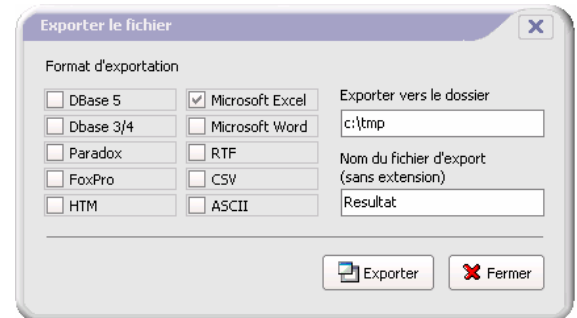 Exporter le fichier
Format d'exportation
DBase 5
Dbase 3/4
Paradox
FoxPro
HTM
Microsoft Excel
Microsoft Word
RTF
CSV
ASCII
Exporter vers le dossier
c:\tmp
Nom du fichier d'export
(sans extension)
Resultat
Exporter
Fermer